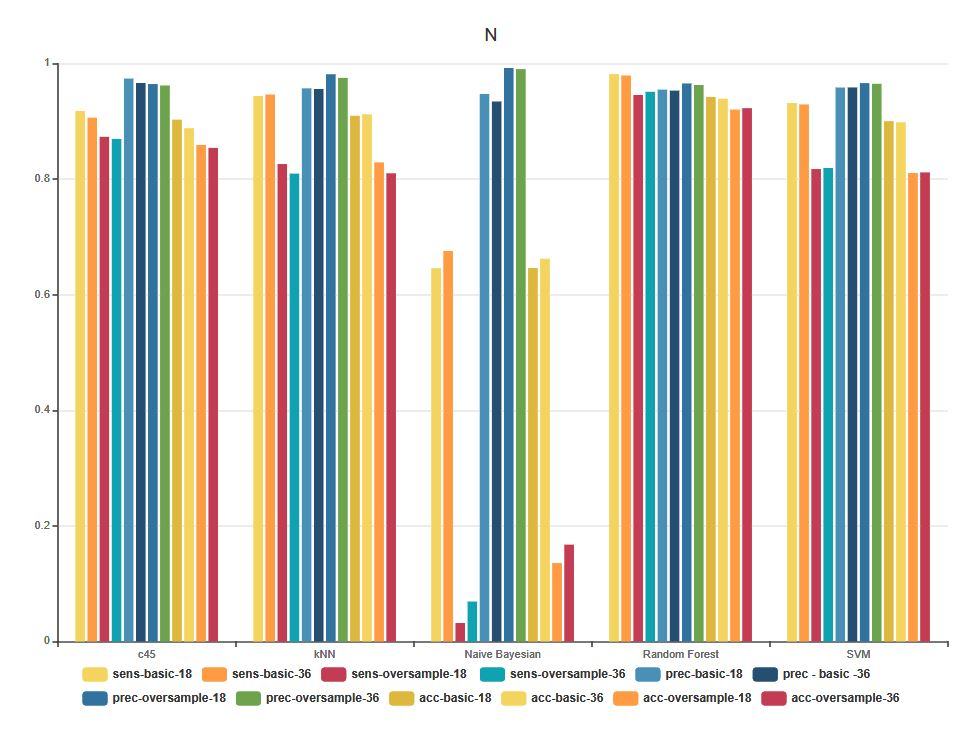 N
1
0.8
0.6
0.4
0.2
0
c45 kNN Naive Bayesian Random Forest SVM
sens-basic-18 sens-basic-36 sens-oversample-18 sens-oversample-36 prec-basic-18 prec - basic -36
prec-oversample-18 prec-oversample-36 acc-basic-18 acc-basic-36 acc-oversample-18 acc-oversample-36